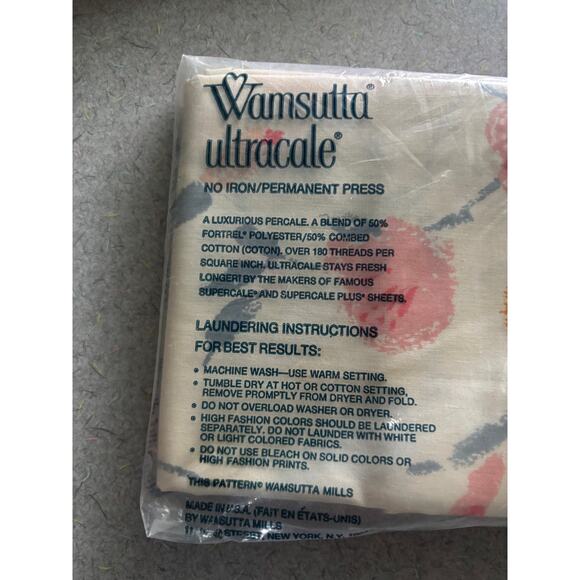 Wamsutta®
ultracale®
NO IRON/PERMANENT PRESS
A LUXURIOUS PERCALE. A BLEND OF 50%
FORTREL® POLYESTER/50% COMBED
COTTON (COTON). OVER 180 THREADS PER
SQUARE INCH. ULTRACALE STAYS FRESH
LONGER! BY THE MAKERS OF FAMOUS
SUPERCALE® AND SUPERCALE PLUS® SHEETS.
LAUNDERING INSTRUCTIONS
FOR BEST RESULTS:
• MACHINE WASH—USE WARM SETTING.
• TUMBLE DRY AT HOT OR COTTON SETTING,
REMOVE PROMPTLY FROM DRYER AND FOLD.
• DO NOT OVERLOAD WASHER OR DRYER.
• HIGH FASHION COLORS SHOULD BE LAUNDERED
SEPARATELY. DO NOT LAUNDER WITH WHITE
OR LIGHT COLORED FABRICS.
• DO NOT USE BLEACH ON SOLID COLORS OR
HIGH FASHION PRINTS.
THIS PATTERN® WAMSUTTA MILLS
MADE IN U.S.A. (FAIT EN ÉTATS-UNIS)
BY WAMSUTTA MILLS
STREET, NEW YORK, N.Y.